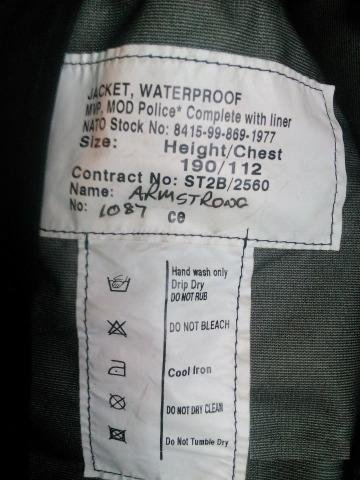 JACKET, WATERPROOF
MVP, MOD Police* Complete with liner
NATO Stock No: 8415-99-869-1977
Size: Height/Chest
190/112
Contract No: ST2B/2560
Name: ARMSTRONG
No: 1087 ce
Hand wash only
Drip Dry
DO NOT RUB
DO NOT BLEACH
Cool Iron
DO NOT DRY CLEAN
Do Not Tumble Dry